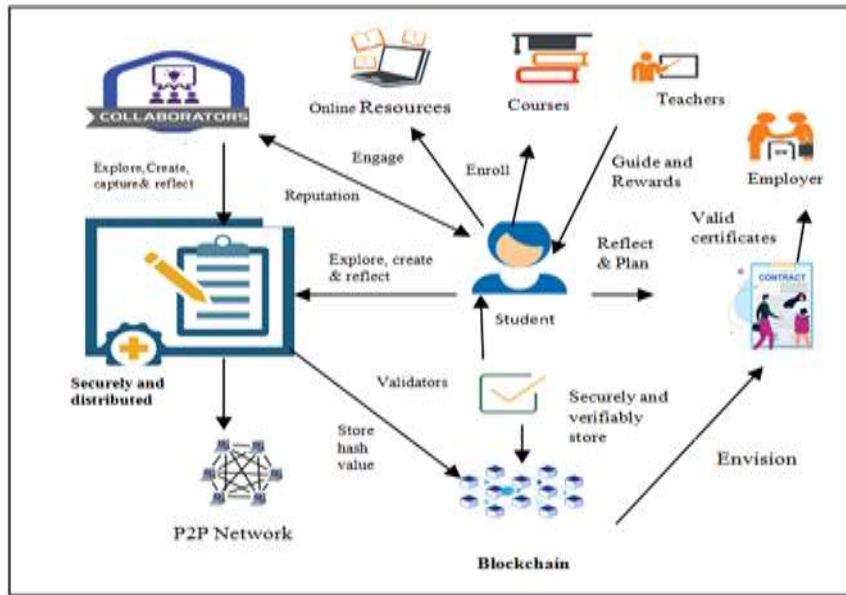 COLLABORATORS
Online Resources
Courses
Teachers
Employer
Explore,Create,
capture& reflect
Engage
Reputation
Enroll
Guide and
Rewards
Valid
certificates
Explore, create
& reflect
Reflect
& Plan
CONTRACT
Student
Securely and
distributed
Validators
Securely and
verifiably
store
Store
hash
value
Envision
P2P Network
Blockchain